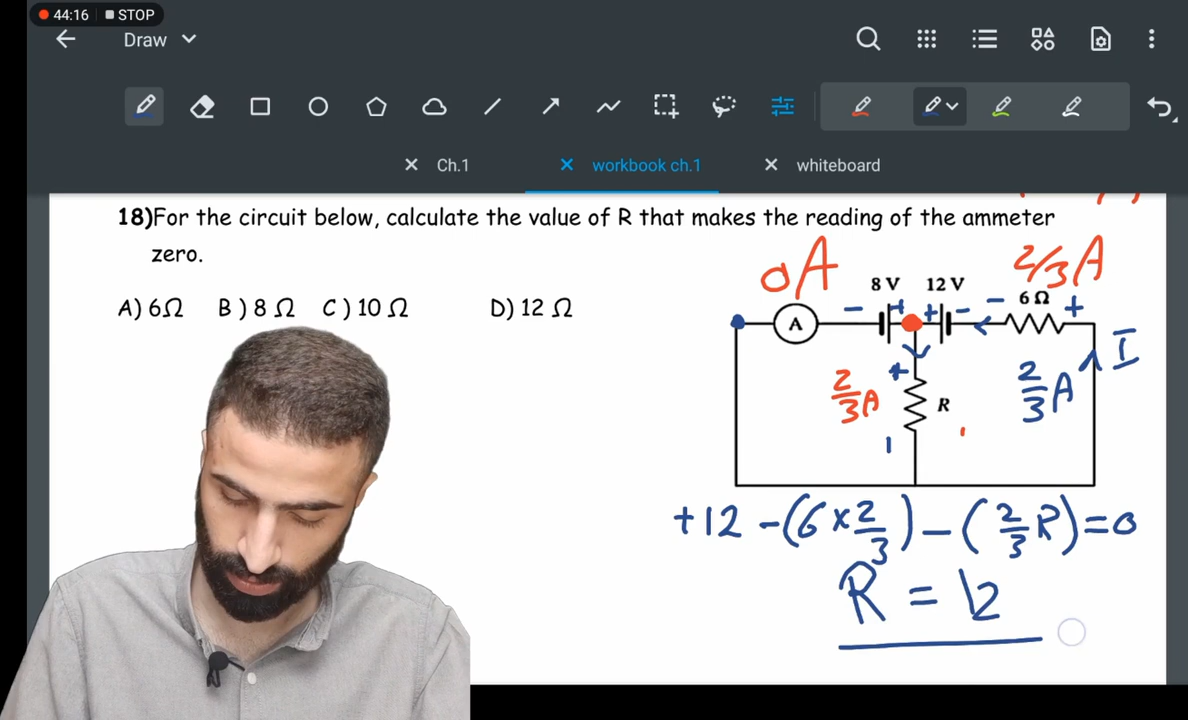 44:16 STOP
Draw
Ch.1 workbook ch.1 whiteboard
18)For the circuit below, calculate the value of R that makes the reading of the ammeter
zero.
A) 6Ω B ) 8 Ω C ) 10 Ω D) 12 Ω
0A 2/3A
8 V 12 V 6 Ω
- + + - - +
A
I
+
2/3A R 2/3A
+12 -(6×2/3)-(2/3R)=0
R = 12